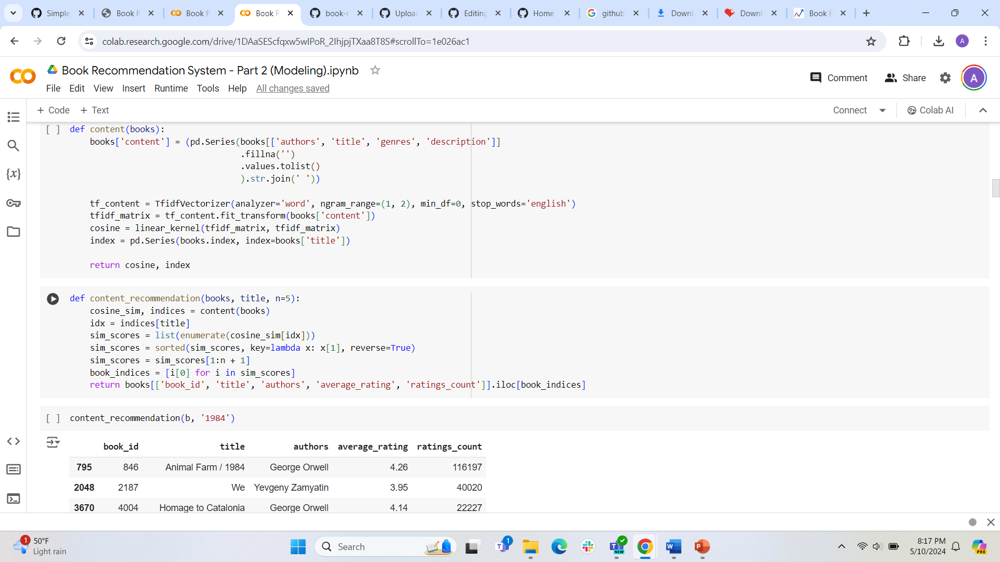 Simple
Book R
Book R
Book R
book-r
Upload
Editing
Home
github
Downl
Downl
Book R
colab.research.google.com/drive/1DAaSEScfqxw5wlPoR_2IhjpjTXaa8T8S#scrollTo=1e026ac1
A
Book Recommendation System - Part 2 (Modeling).ipynb
Comment
Share
A
File Edit View Insert Runtime Tools Help All changes saved
+ Code + Text
Connect
Colab AI
[ ] def content(books):
books['content'] = (pd.Series(books[['authors', 'title', 'genres', 'description']]
.fillna('')
.values.tolist()
).str.join(' '))
{x}
tf_content = TfidfVectorizer(analyzer='word', ngram_range=(1, 2), min_df=0, stop_words='english')
tfidf_matrix = tf_content.fit_transform(books['content'])
cosine = linear_kernel(tfidf_matrix, tfidf_matrix)
index = pd.Series(books.index, index=books['title'])
return cosine, index
def content_recommendation(books, title, n=5):
cosine_sim, indices = content(books)
idx = indices[title]
sim_scores = list(enumerate(cosine_sim[idx]))
sim_scores = sorted(sim_scores, key=lambda x: x[1], reverse=True)
sim_scores = sim_scores[1:n + 1]
book_indices = [i[0] for i in sim_scores]
return books[['book_id', 'title', 'authors', 'average_rating', 'ratings_count']].iloc[book_indices]
[ ] content_recommendation(b, '1984')
book_id title authors average_rating ratings_count
795 846 Animal Farm / 1984 George Orwell 4.26 116197
2048 2187 We Yevgeny Zamyatin 3.95 40020
3670 4004 Homage to Catalonia George Orwell 4.14 22227
1
50°F
Light rain
Search
1
T
T
NEW
W
P
8:17 PM
5/10/2024
PRE